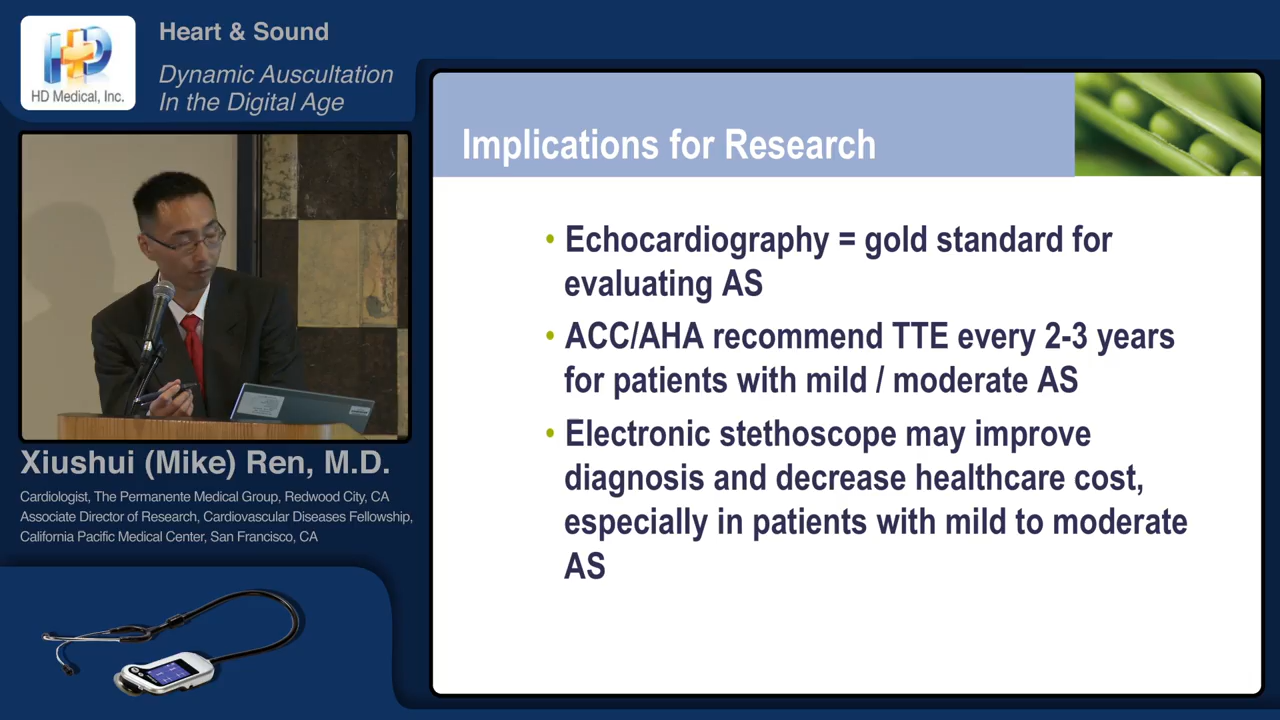 HD
HD Medical, Inc.
Heart & Sound
Dynamic Auscultation
In the Digital Age
Implications for Research
• Echocardiography = gold standard for
evaluating AS
• ACC/AHA recommend TTE every 2-3 years
for patients with mild / moderate AS
• Electronic stethoscope may improve
diagnosis and decrease healthcare cost,
especially in patients with mild to moderate
AS
Xiushui (Mike) Ren, M.D.
Cardiologist, The Permanente Medical Group, Redwood City, CA
Associate Director of Research, Cardiovascular Diseases Fellowship,
California Pacific Medical Center, San Francisco, CA